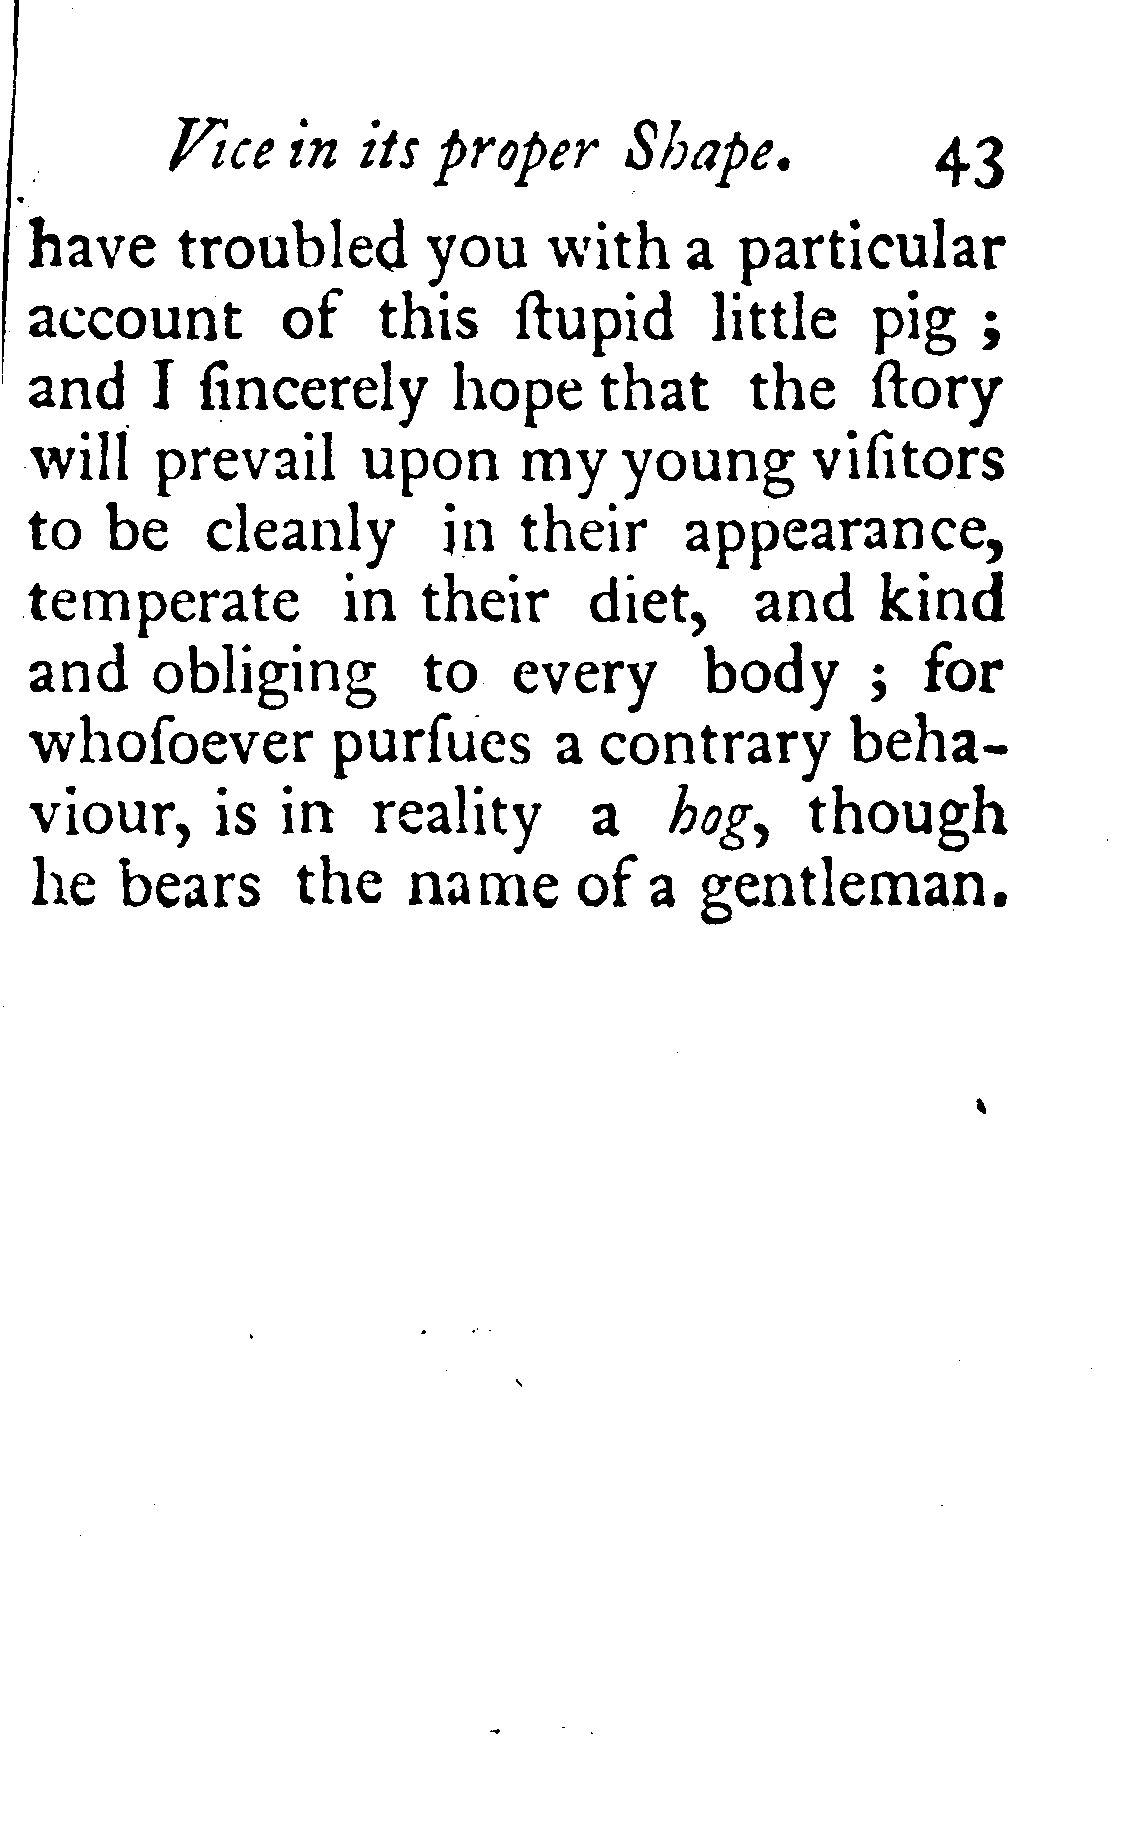 Vice in its proper Shape. 43
have troubled you with a particular
account of this ſtupid little pig ;
and I ſincerely hope that the ſtory
will prevail upon my young viſitors
to be cleanly in their appearance,
temperate in their diet, and kind
and obliging to every body ; for
whoſoever purſues a contrary beha-
viour, is in reality a hog, though
he bears the name of a gentleman.